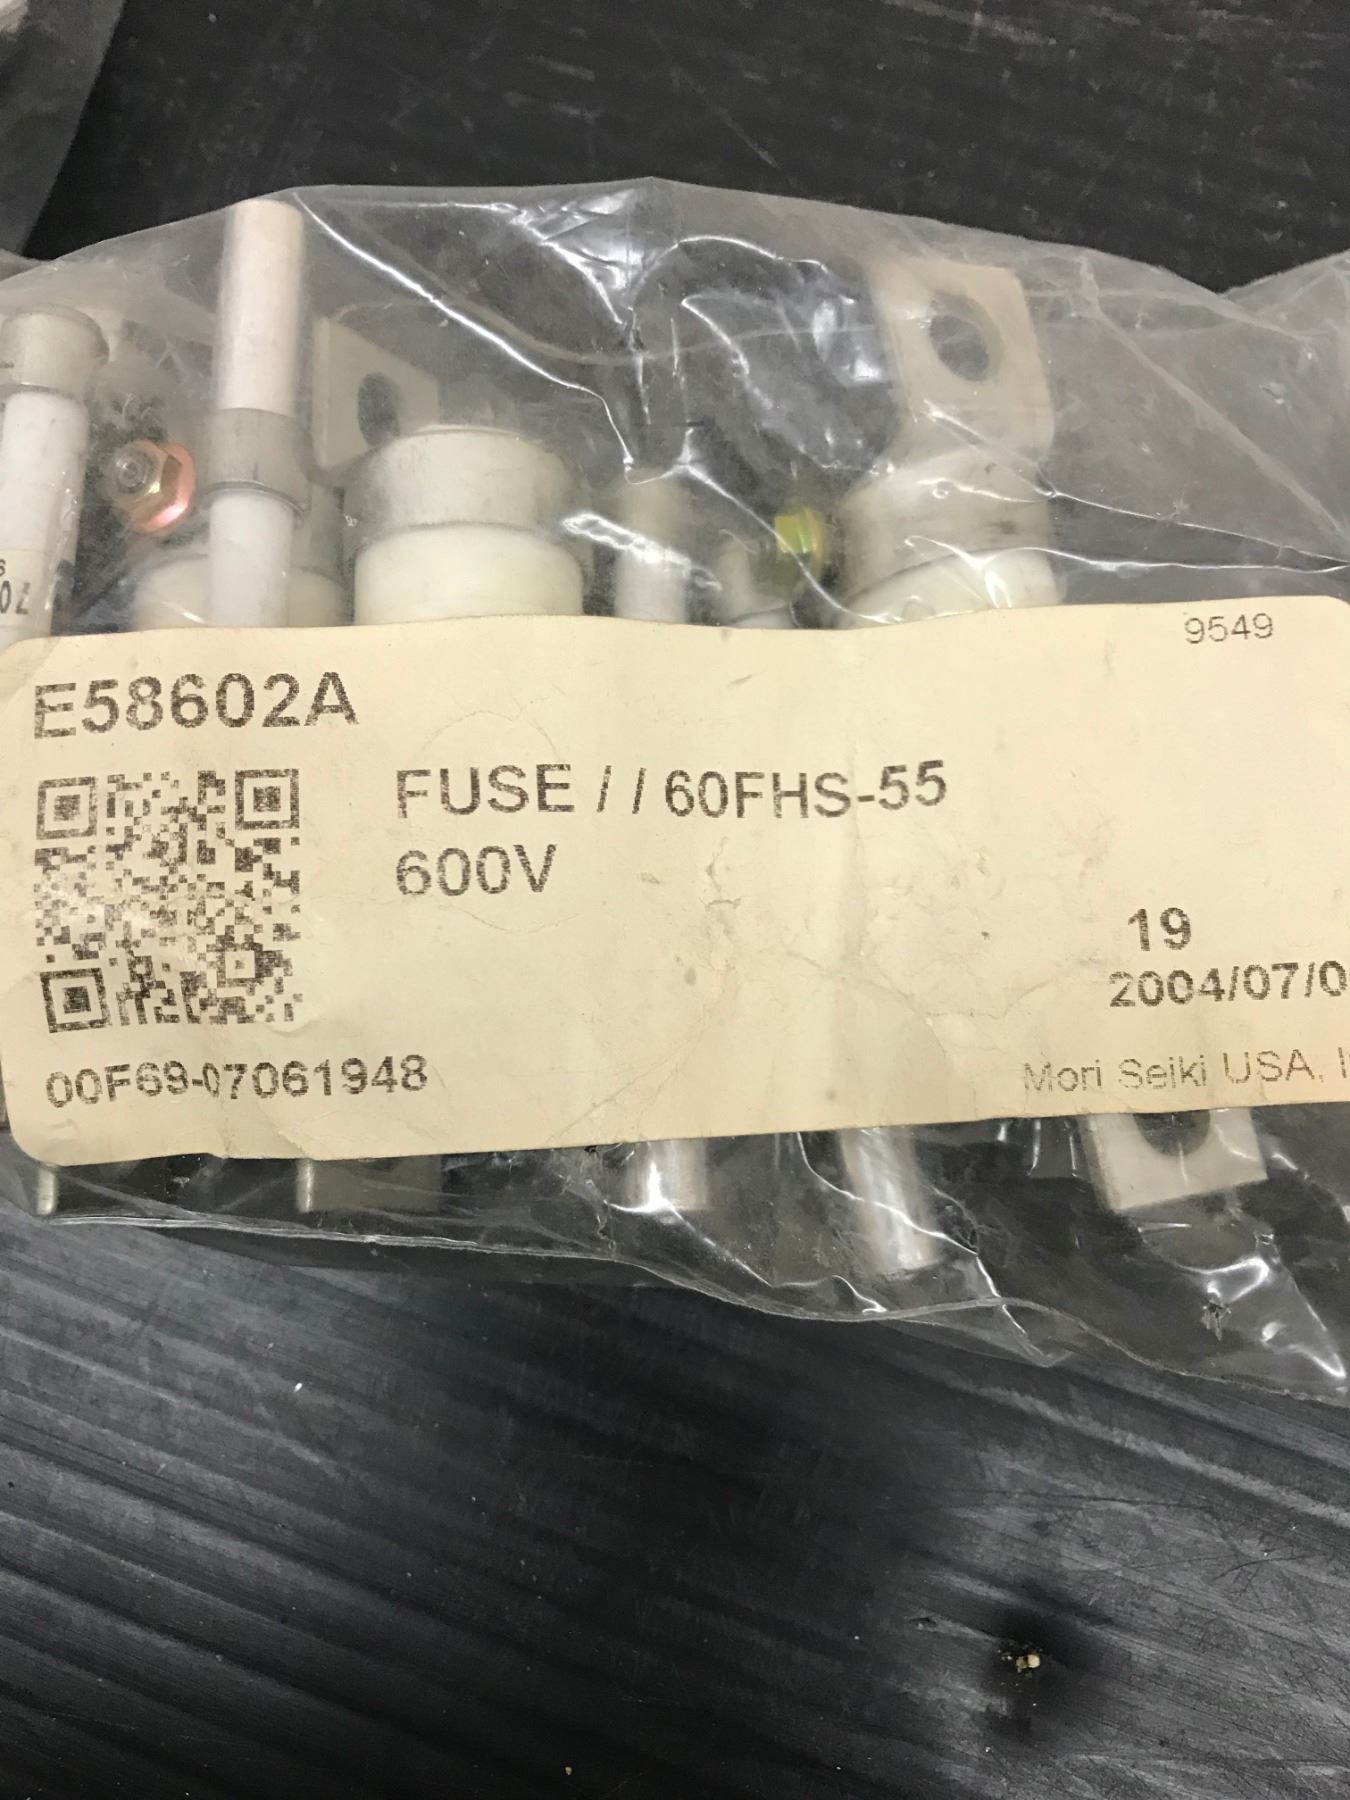 9549
E58602A
FUSE / / 60FHS-55
600V
19
2004/07/0
00F69-07061948
Mori Seiki USA,